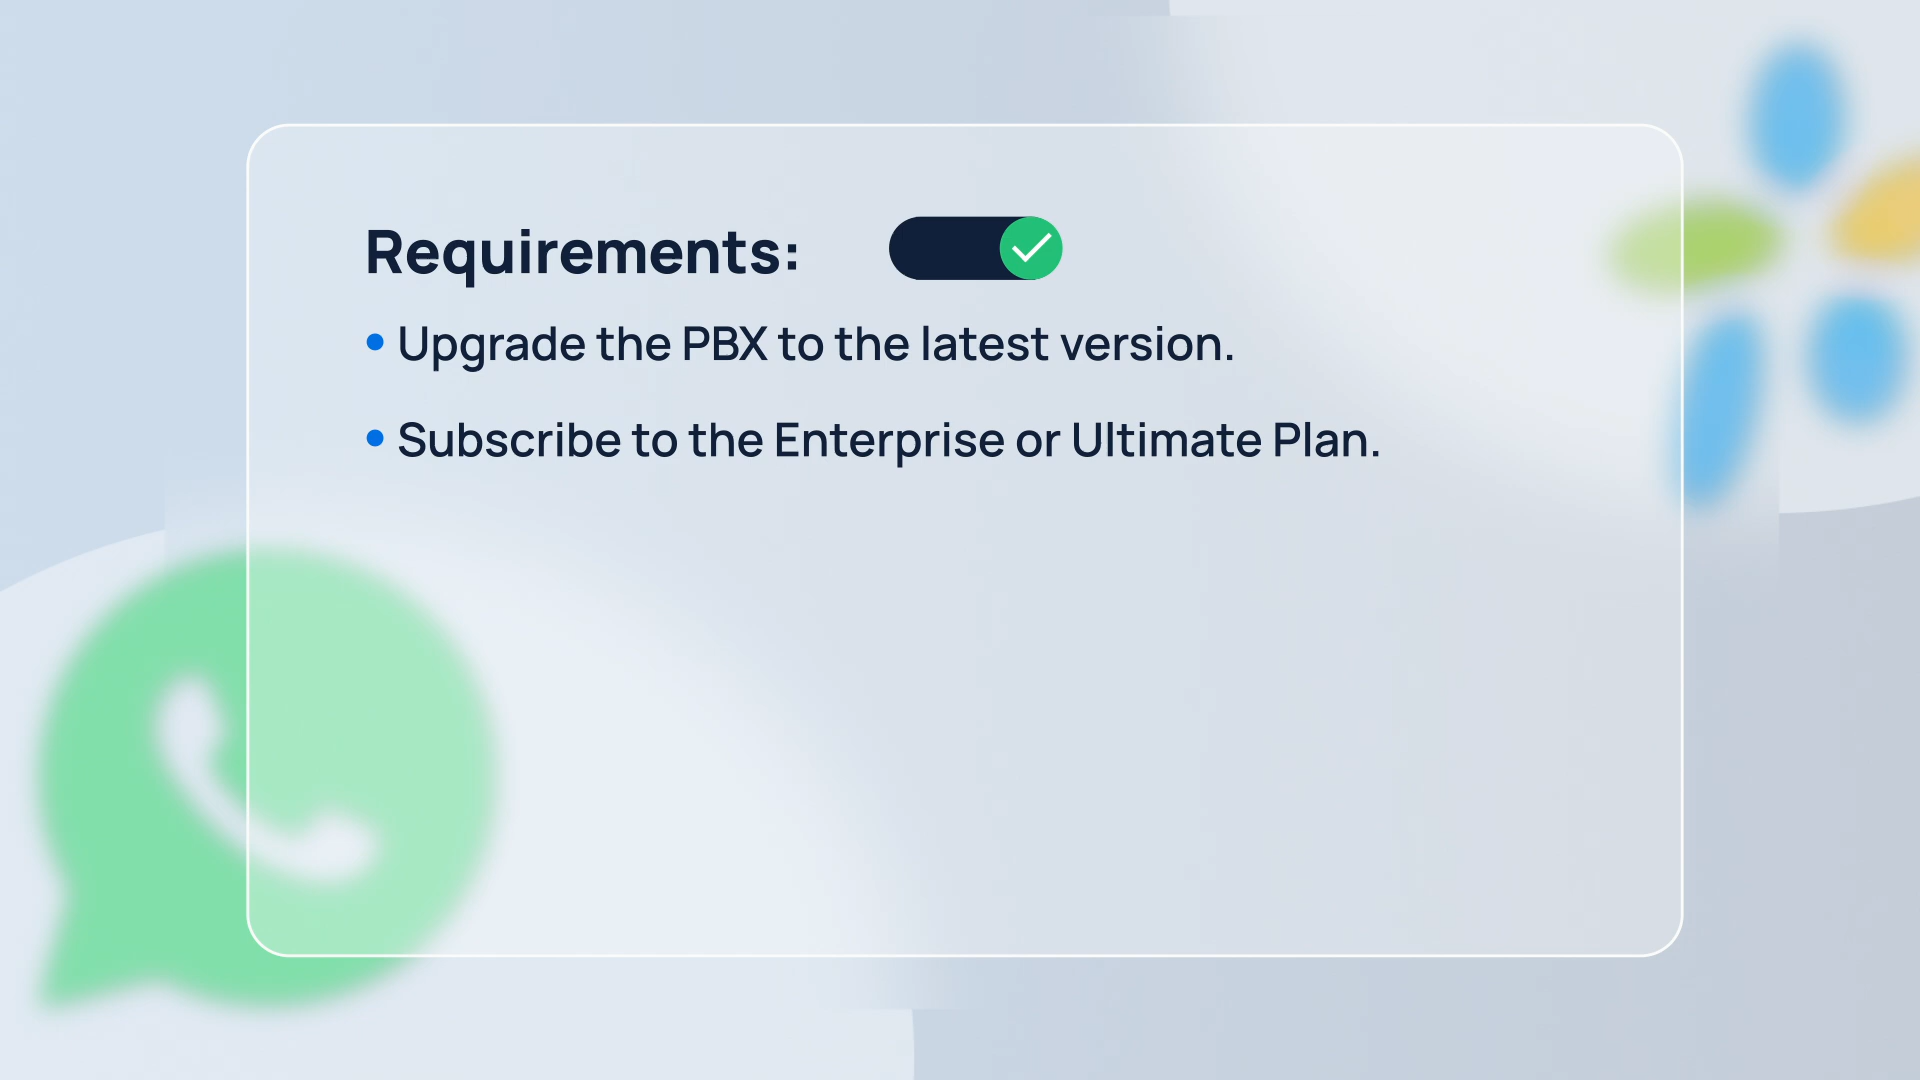 Requirements:
• Upgrade the PBX to the latest version.
• Subscribe to the Enterprise or Ultimate Plan.